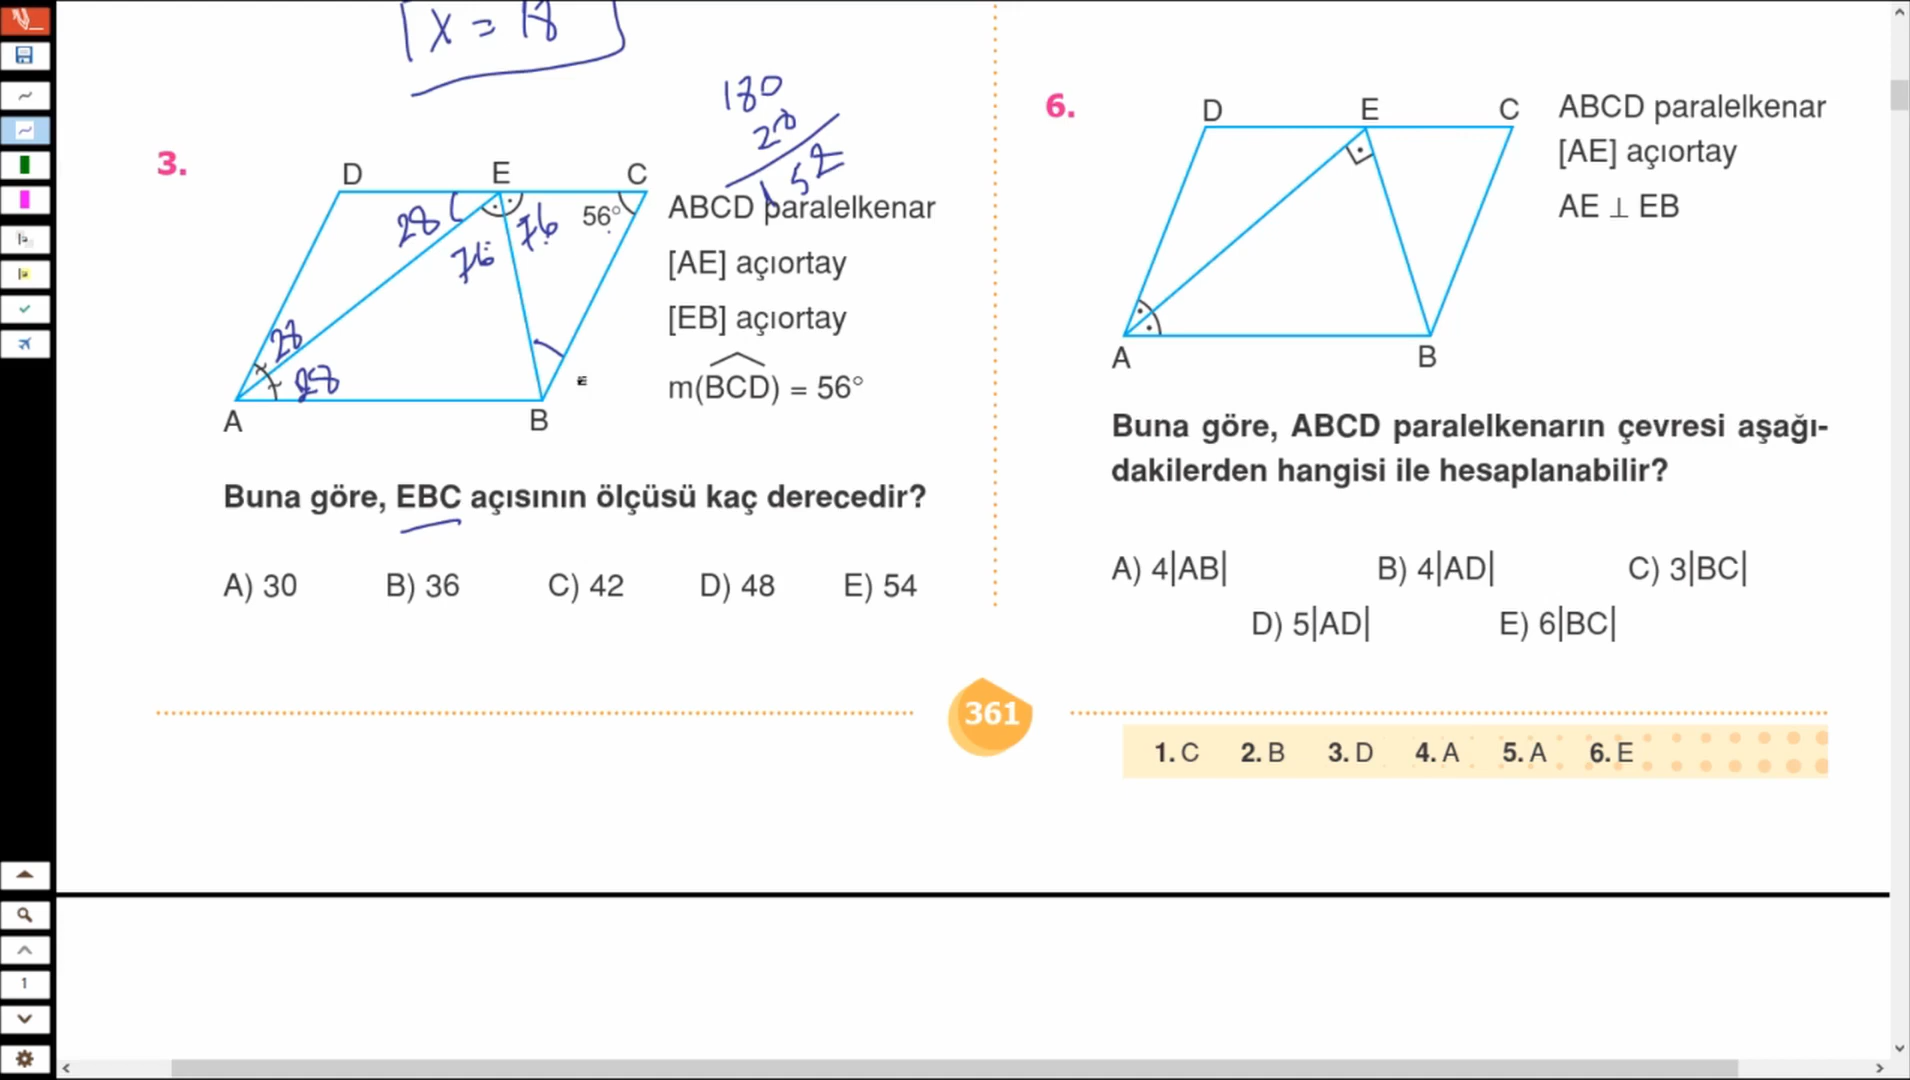 x = 18
180
28
152
3.
D E C
56°
28
76
76
28
28
A B
ABCD paralelkenar
[AE] açıortay
[EB] açıortay
m(BCD) = 56°
Buna göre, EBC açısının ölçüsü kaç derecedir?
A) 30 B) 36 C) 42 D) 48 E) 54
6.
D E C
A B
ABCD paralelkenar
[AE] açıortay
AE ⊥ EB
Buna göre, ABCD paralelkenarın çevresi aşağı-
dakilerden hangisi ile hesaplanabilir?
A) 4|AB| B) 4|AD| C) 3|BC|
D) 5|AD| E) 6|BC|
361
1. C 2. B 3. D 4. A 5. A 6. E
1